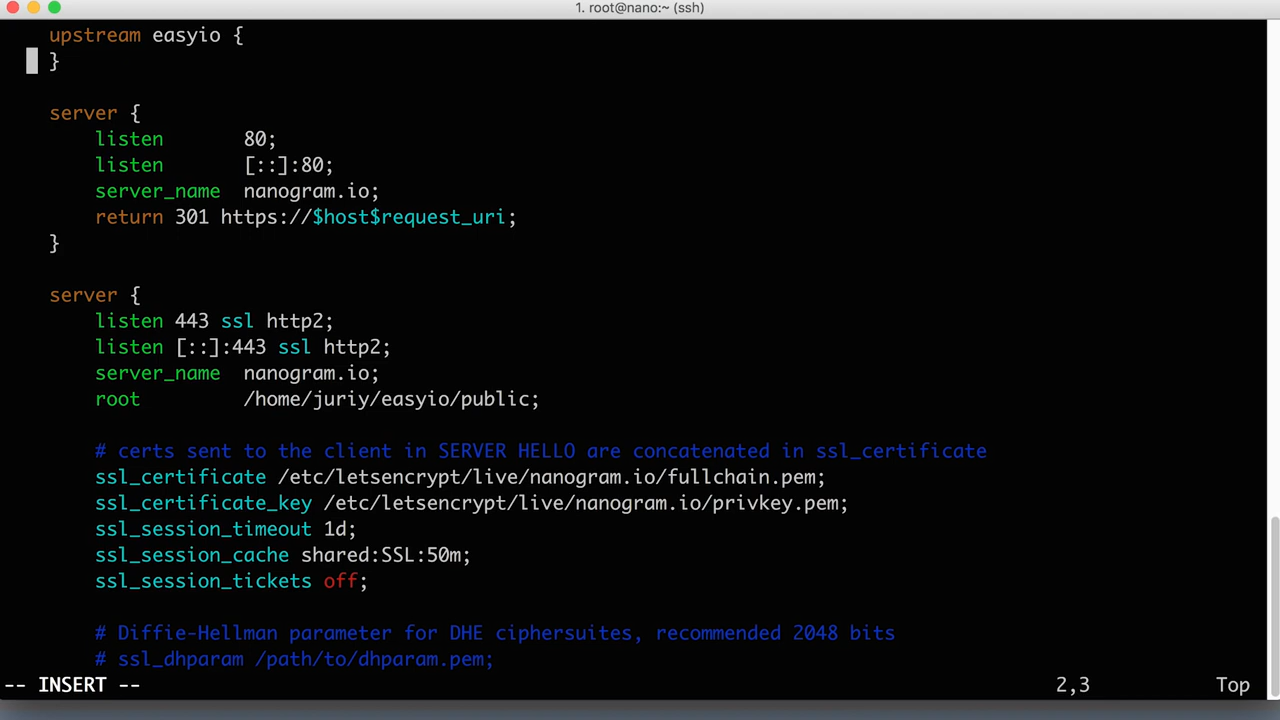 1. root@nano:~ (ssh)
upstream easyio {
}
server {
listen 80;
listen [::]:80;
server_name nanogram.io;
return 301 https://$host$request_uri;
}
server {
listen 443 ssl http2;
listen [::]:443 ssl http2;
server_name nanogram.io;
root /home/juriy/easyio/public;
# certs sent to the client in SERVER HELLO are concatenated in ssl_certificate
ssl_certificate /etc/letsencrypt/live/nanogram.io/fullchain.pem;
ssl_certificate_key /etc/letsencrypt/live/nanogram.io/privkey.pem;
ssl_session_timeout 1d;
ssl_session_cache shared:SSL:50m;
ssl_session_tickets off;
# Diffie-Hellman parameter for DHE ciphersuites, recommended 2048 bits
# ssl_dhparam /path/to/dhparam.pem;
-- INSERT -- 2,3 Top